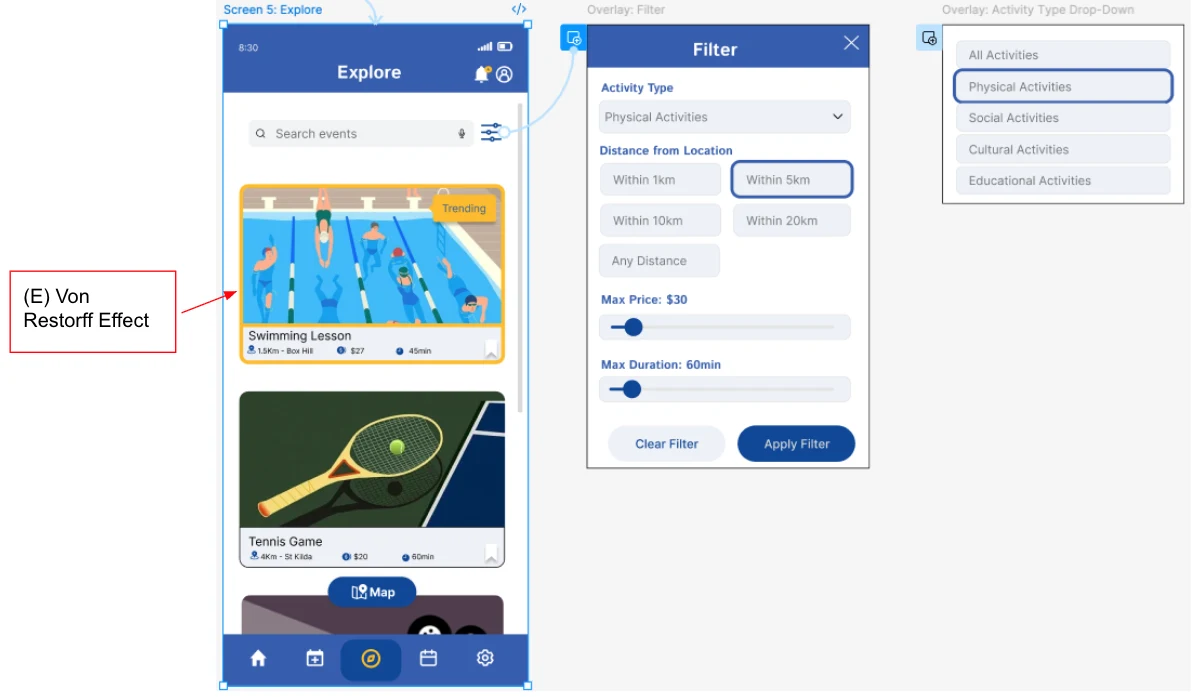 Screen 5: Explore
</>
8:30
Explore
Search events
Trending
Swimming Lesson
1.5Km - Box Hill
$27
45min
Tennis Game
4Km - St Kilda
$20
60min
Map
(E) Von
Restorff Effect
Overlay: Filter
Filter
Activity Type
Physical Activities
Distance from Location
Within 1km
Within 5km
Within 10km
Within 20km
Any Distance
Max Price: $30
Max Duration: 60min
Clear Filter
Apply Filter
Overlay: Activity Type Drop-Down
All Activities
Physical Activities
Social Activities
Cultural Activities
Educational Activities